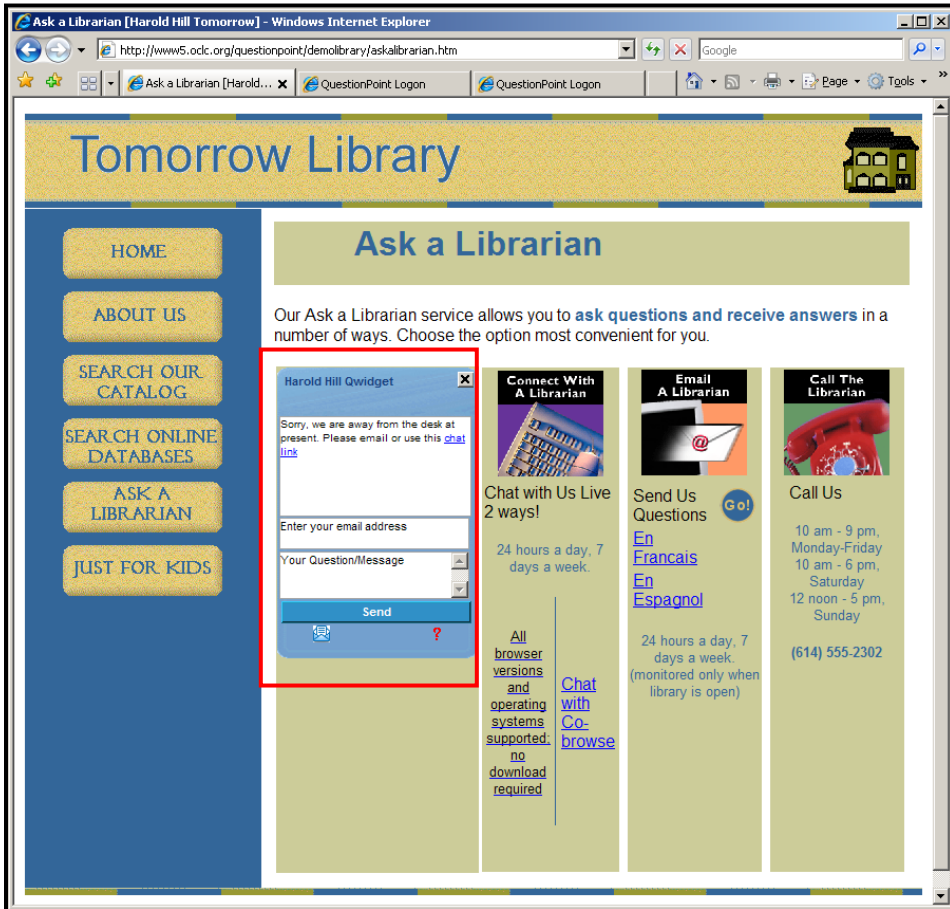 Ask a Librarian [Harold Hill Tomorrow] - Windows Internet Explorer
http://www5.oclc.org/questionpoint/demolibrary/askalibrarian.htm
Google
Ask a Librarian [Harold...
QuestionPoint Logon
QuestionPoint Logon
Page
Tools
»
Tomorrow Library
HOME
ABOUT US
SEARCH OUR
CATALOG
SEARCH ONLINE
DATABASES
ASK A
LIBRARIAN
JUST FOR KIDS
Ask a Librarian
Our Ask a Librarian service allows you to ask questions and receive answers in a
number of ways. Choose the option most convenient for you.
Harold Hill Qwidget
Sorry, we are away from the desk at
present. Please email or use this chat
link
Enter your email address
Your Question/Message
Send
?
Connect With
A Librarian
Chat with Us Live
2 ways!
24 hours a day, 7
days a week.
All
browser
versions
and
operating
systems
supported;
no
download
required
Chat
with
Co-
browse
Email
A Librarian
@
Send Us
Questions
Go!
En
Francais
En
Espagnol
24 hours a day, 7
days a week.
(monitored only when
library is open)
Call The
Librarian
Call Us
10 am - 9 pm,
Monday-Friday
10 am - 6 pm,
Saturday
12 noon - 5 pm,
Sunday
(614) 555-2302